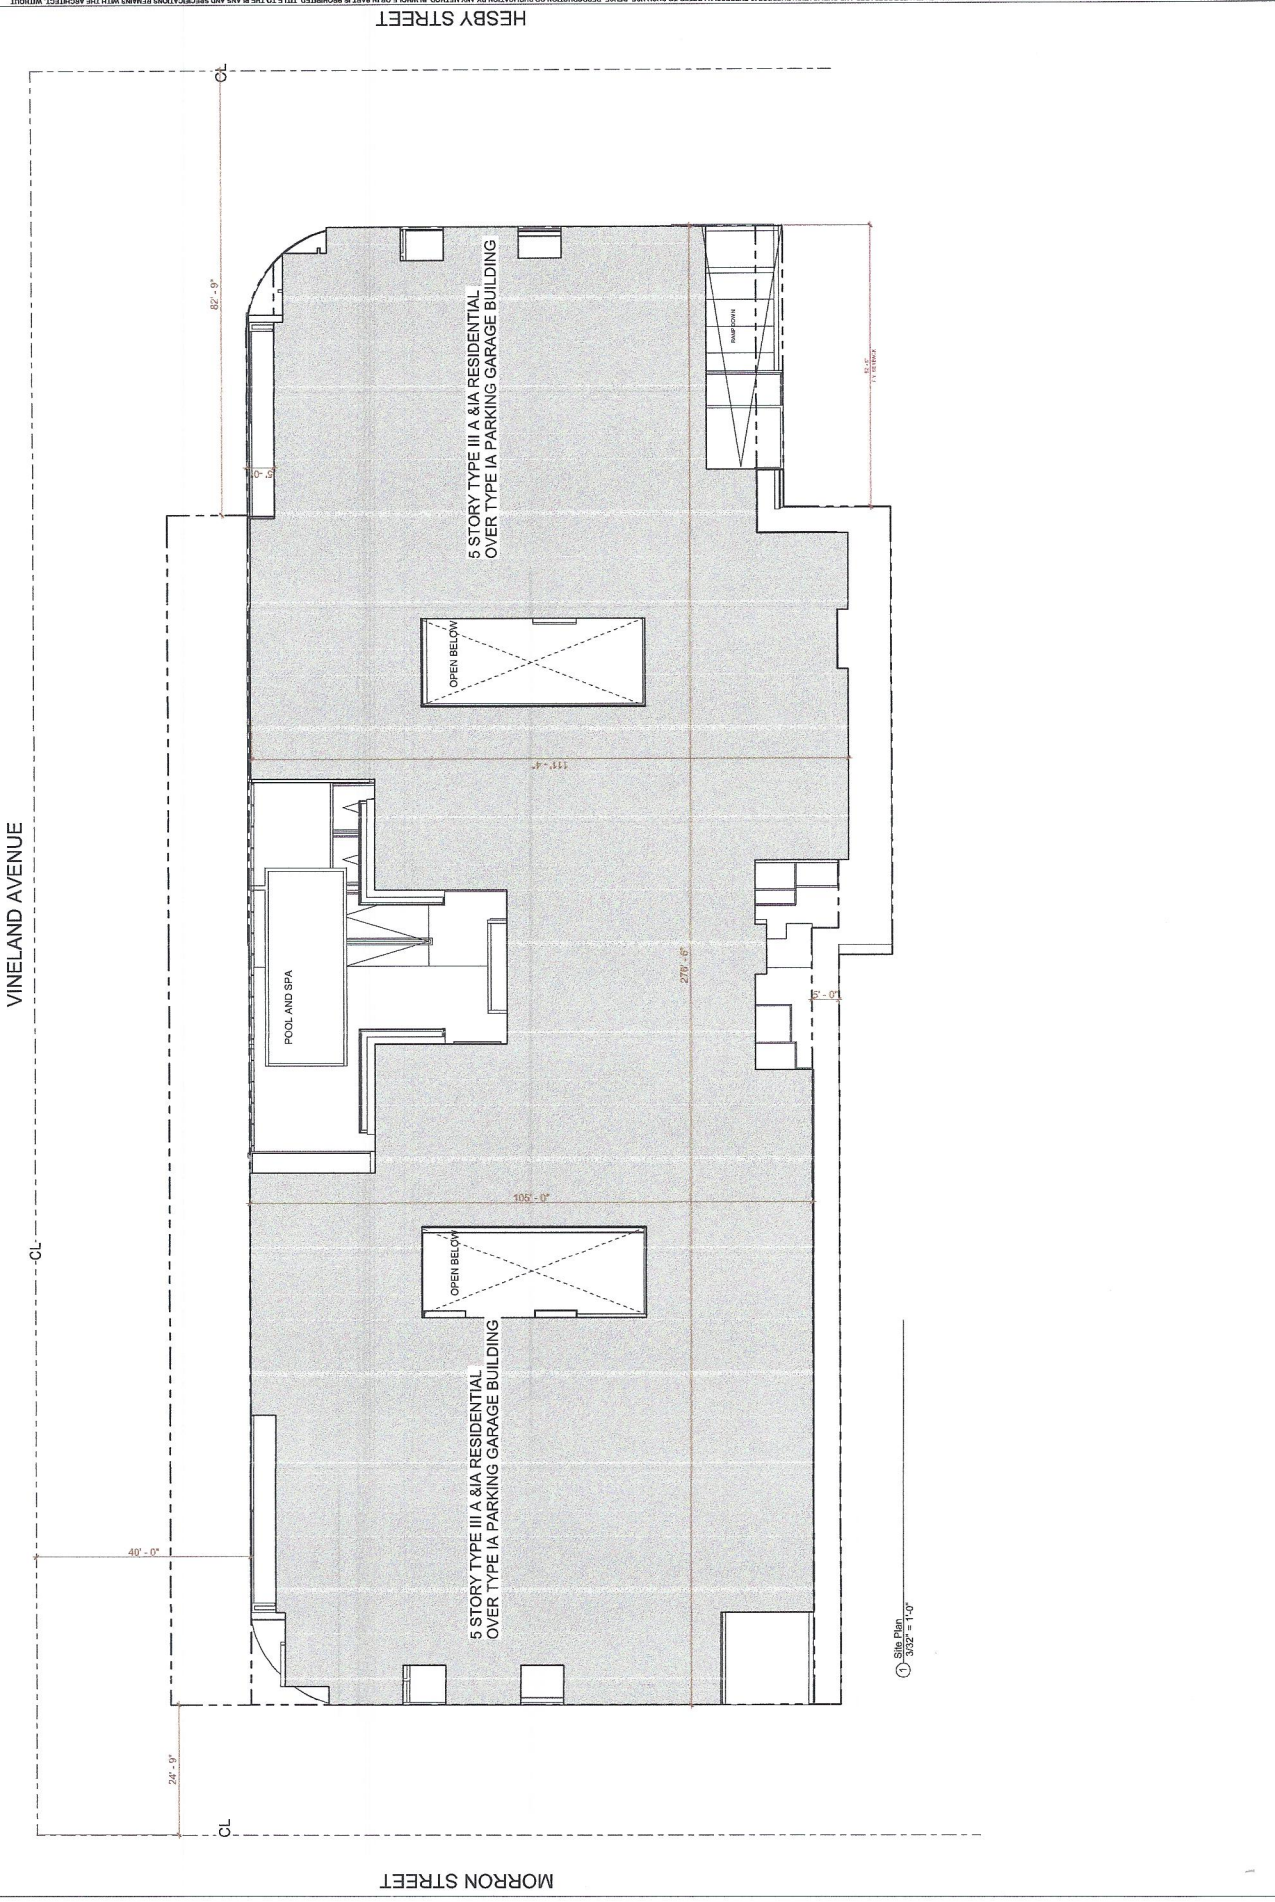 HESBY STREET
CL
82' - 9"
5 STORY TYPE III A &IA RESIDENTIAL
OVER TYPE IA PARKING GARAGE BUILDING
RAMP DOWN
5' - 0"
OPEN BELOW
111' - 4"
VINELAND AVENUE
POOL AND SPA
276' - 6"
5' - 0"
105' - 0"
CL
OPEN BELOW
5 STORY TYPE III A &IA RESIDENTIAL
OVER TYPE IA PARKING GARAGE BUILDING
40' - 0"
1 Site Plan
3/32" = 1'-0"
24' - 9"
CL
MORRON STREET